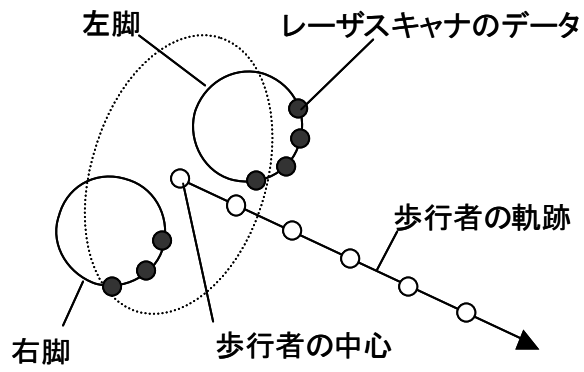 左脚
レーザスキャナのデータ
歩行者の軌跡
歩行者の中心
右脚